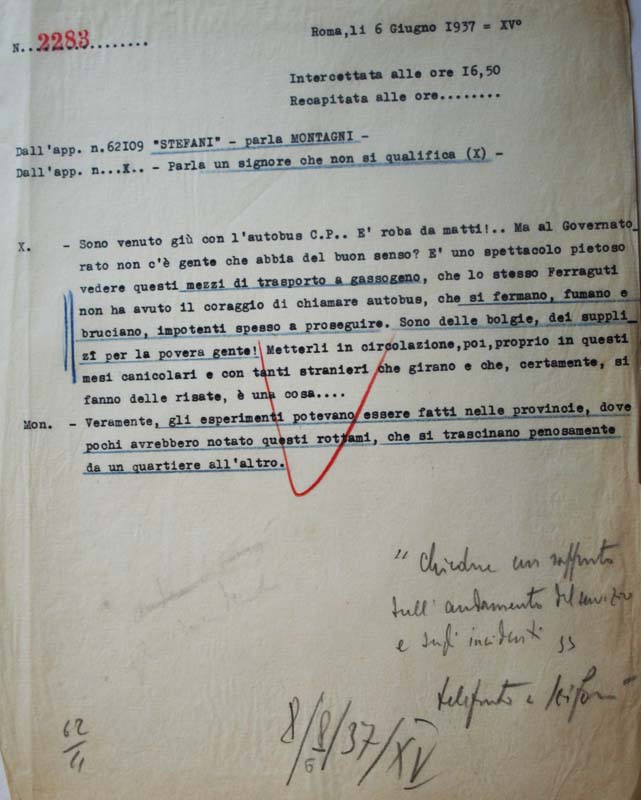 Roma,lì 6 Giugno I937 = XV°
N..2283.........
Intercettata alle ore I6,50
Recapitata alle ore........
Dall'app. n.62I09 "STEFANI" - parla MONTAGNI -
Dall'app. n...X.. - Parla un signore che non si qualifica (X) -
X. - Sono venuto giù con l'autobus C.P.. E' roba da matti!.. Ma al Governato_
rato non c'è gente che abbia del buon senso? E' uno spettacolo pietoso
vedere questi mezzi di trasporto a gassogeno, che lo stesso Ferraguti
non ha avuto il coraggio di chiamare autobus, che si fermano, fumano e
bruciano, impotenti spesso a proseguire. Sono delle bolgie, dei suppli_
zî per la povera gente! Metterli in circolazione,poi,proprio in questi
mesi canicolari e con tanti stranieri che girano e che, certamente, si
fanno delle risate, è una cosa....
Mon. - Veramente, gli esperimenti potevano essere fatti nelle provincie, dove
pochi avrebbero notato questi rottami, che si trascinano penosamente
da un quartiere all'altro.
" Chiedere un rapporto
sull'andamento del servizio
e sugli incidenti "
62
11
8/8/37/XV
6